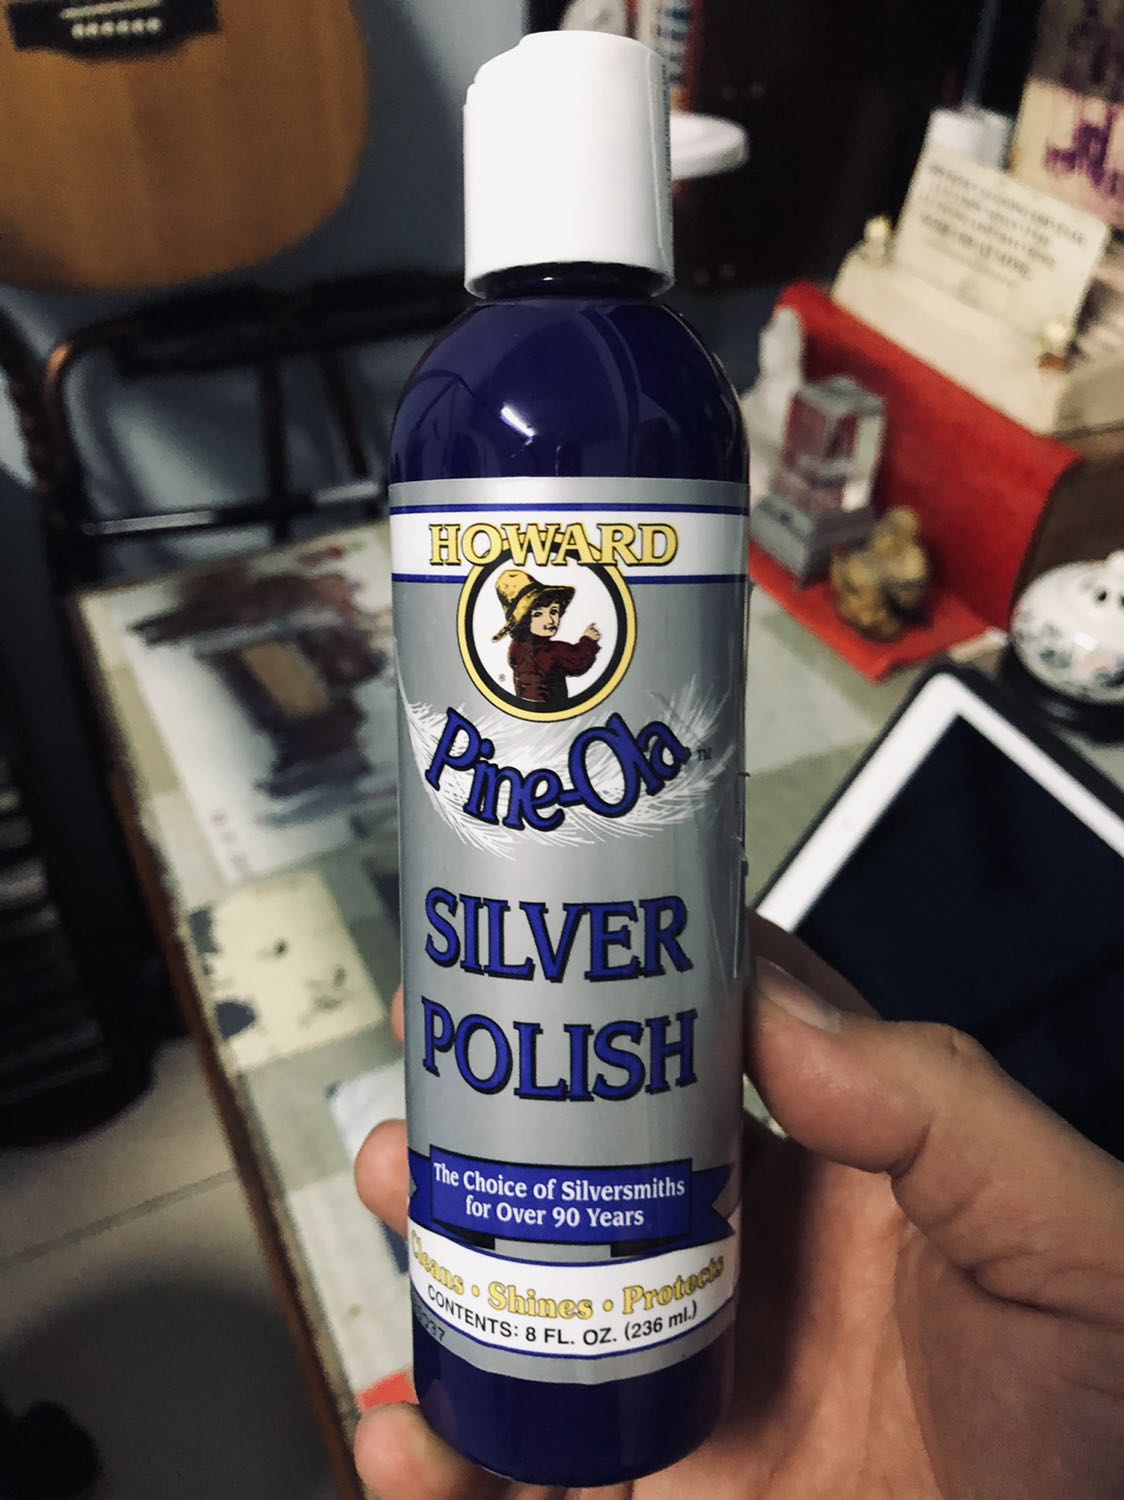 HOWARD
®
Pine-Ola™
SILVER
POLISH
The Choice of Silversmiths
for Over 90 Years
Cleans • Shines • Protects
CONTENTS: 8 FL. OZ. (236 ml.)